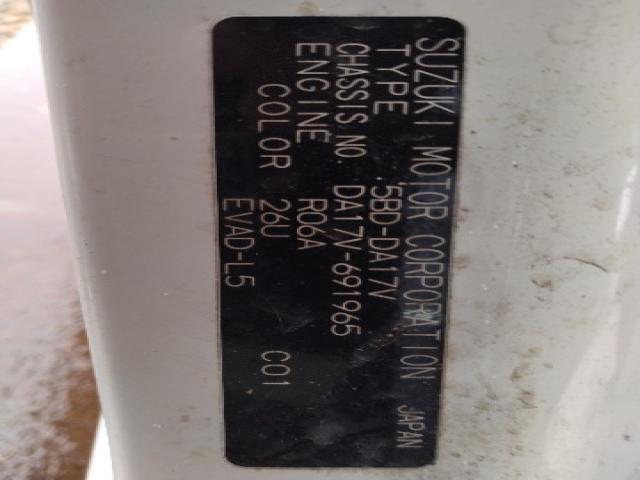 SUZUKI MOTOR CORPORATION JAPAN
TYPE 5BD-DA17V
CHASSIS NO. DA17V-691965
ENGINE R06A
COLOR 26U C01
EVAD-L5